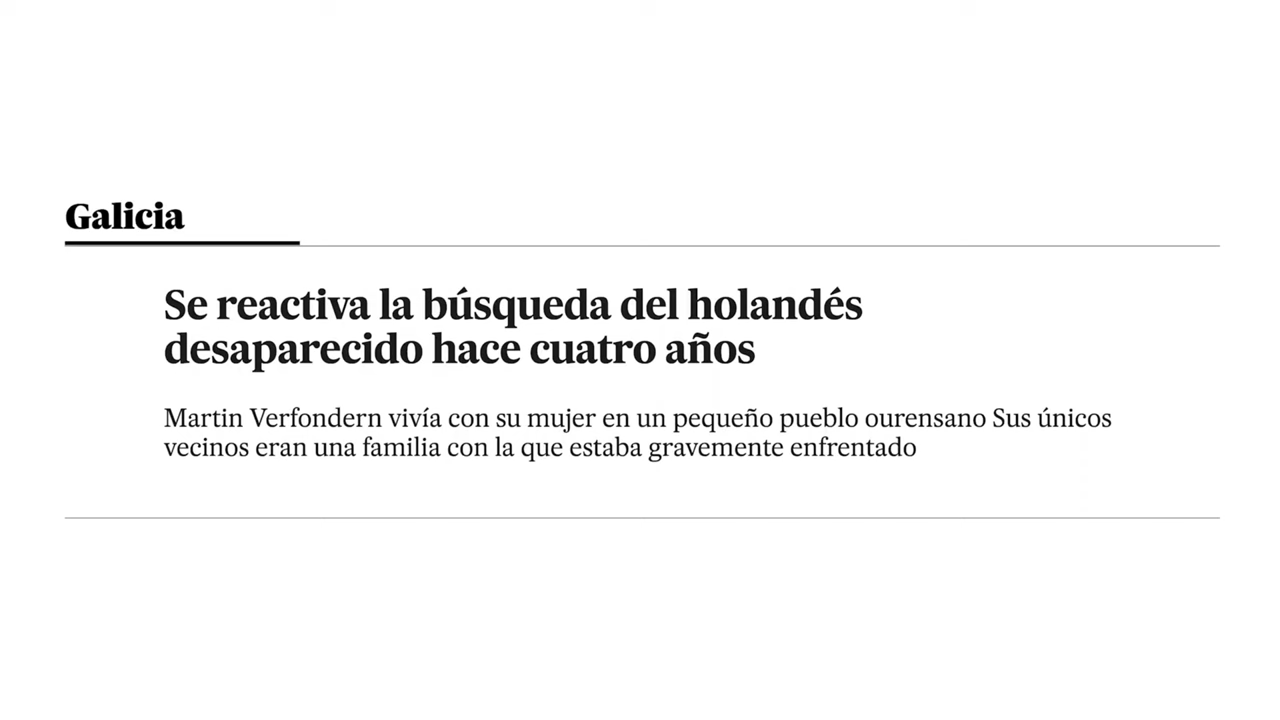 Galicia
Se reactiva la búsqueda del holandés
desaparecido hace cuatro años
Martin Verfondern vivía con su mujer en un pequeño pueblo ourensano Sus únicos
vecinos eran una familia con la que estaba gravemente enfrentado